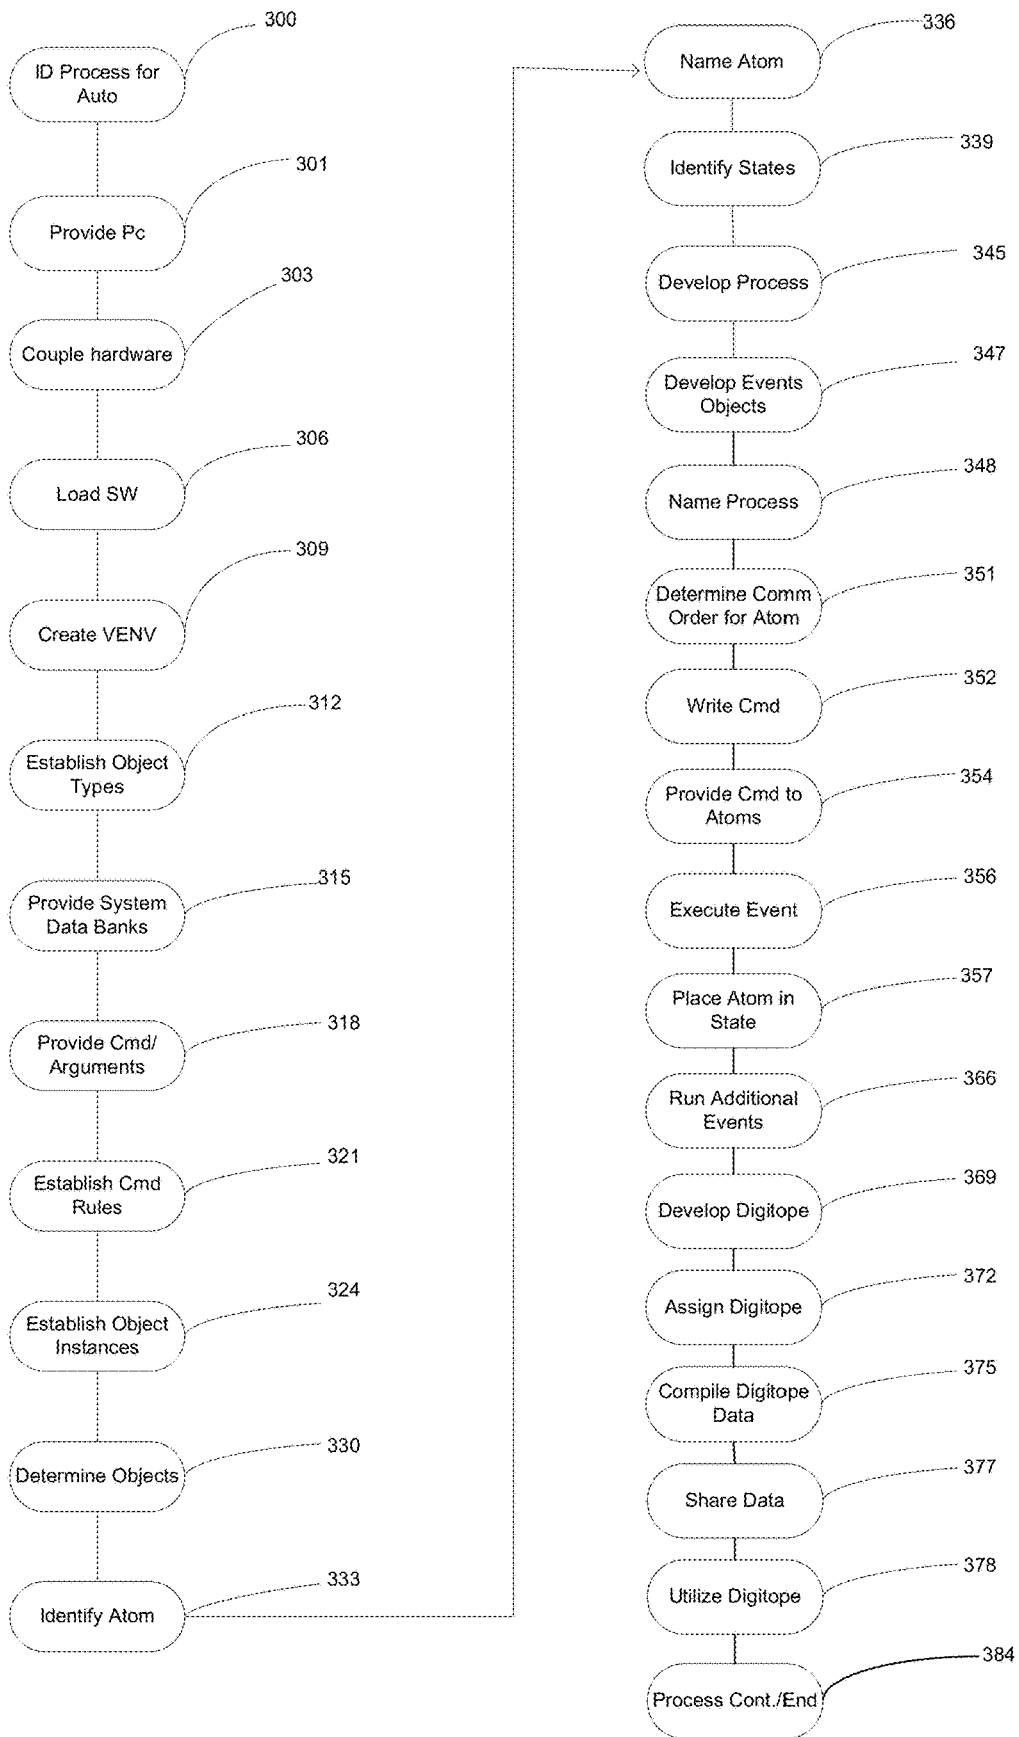 300
ID Process for
Auto
301
Provide Pc
303
Couple hardware
306
Load SW
309
Create VENV
312
Establish Object
Types
315
Provide System
Data Banks
318
Provide Cmd/
Arguments
321
Establish Cmd
Rules
324
Establish Object
Instances
330
Determine Objects
333
Identify Atom
336
Name Atom
339
Identify States
345
Develop Process
347
Develop Events
Objects
348
Name Process
351
Determine Comm
Order for Atom
352
Write Cmd
354
Provide Cmd to
Atoms
356
Execute Event
357
Place Atom in
State
366
Run Additional
Events
369
Develop Digitope
372
Assign Digitope
375
Compile Digitope
Data
377
Share Data
378
Utilize Digitope
384
Process Cont./End